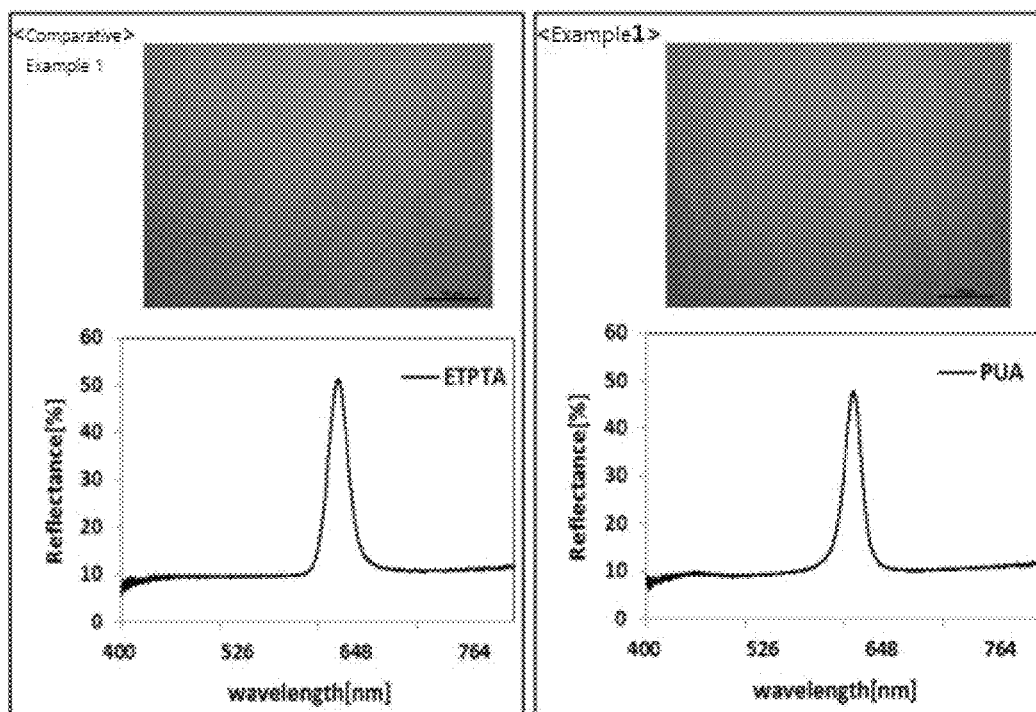 <Comparative>
Example 1
60
50
40
30
20
10
0
Reflectance[%]
ETPTA
400 526 648 764
wavelength[nm]
<Example1>
60
50
40
30
20
10
0
Reflectance[%]
PUA
400 526 648 764
wavelength[nm]